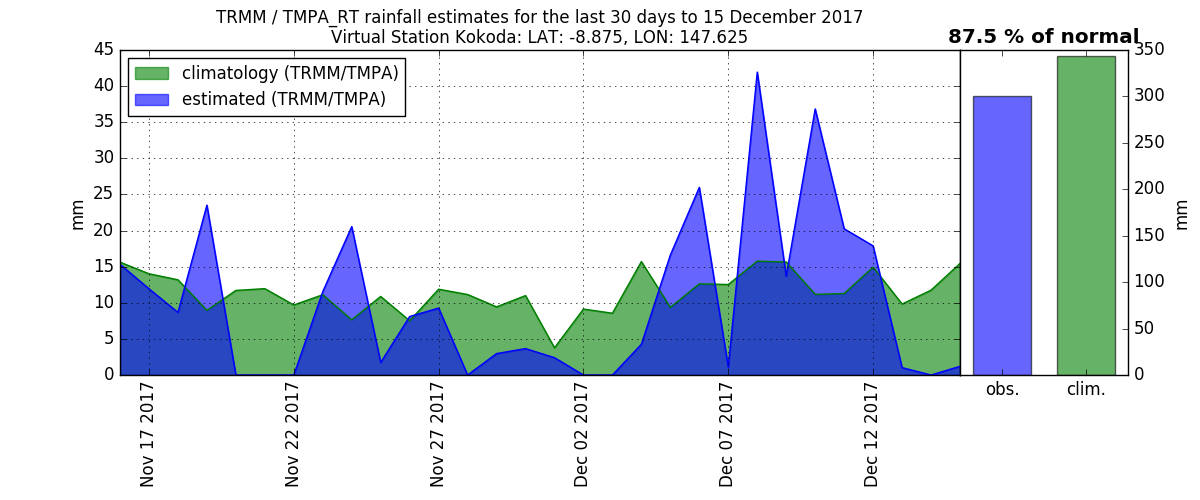 TRMM / TMPA_RT rainfall estimates for the last 30 days to 15 December 2017
Virtual Station Kokoda: LAT: -8.875, LON: 147.625
87.5 % of normal
climatology (TRMM/TMPA)
estimated (TRMM/TMPA)
45
40
35
30
25
20
15
10
5
0
mm
Nov 17 2017
Nov 22 2017
Nov 27 2017
Dec 02 2017
Dec 07 2017
Dec 12 2017
350
300
250
200
150
100
50
0
mm
obs.
clim.